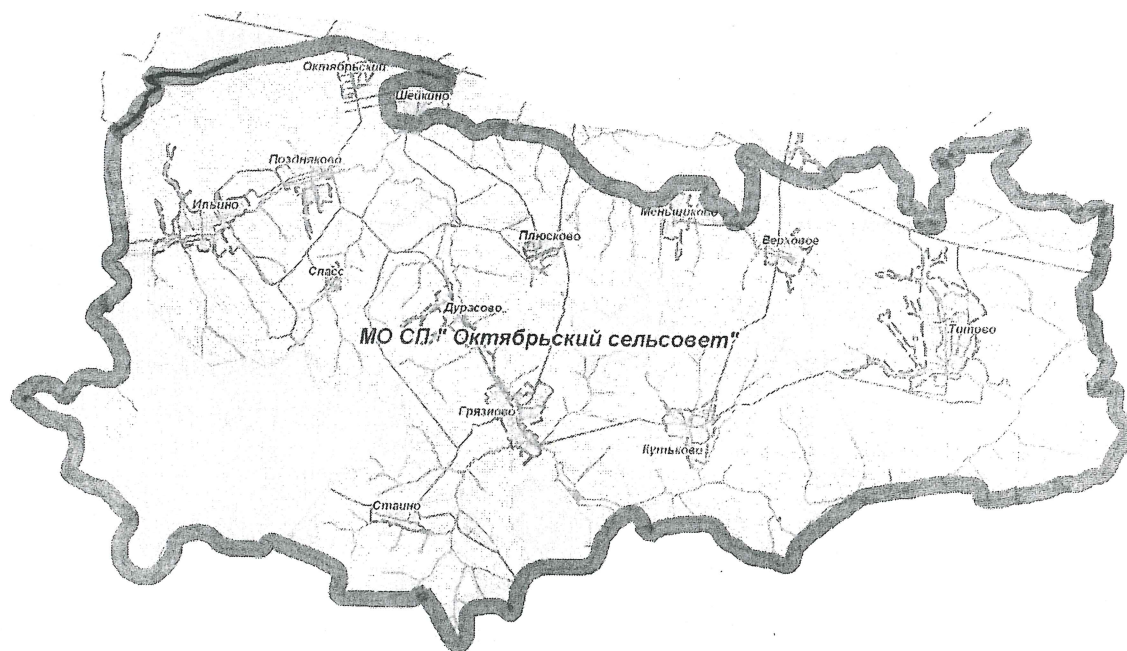 Октябрьский
Шейкино
Поздняково
Ильино
Меньшиково
Плюсково
Верховое
Спасс
Дурасово
Титово
МО СП " Октябрьский сельсовет"
Грязново
Кутьково
Стаино